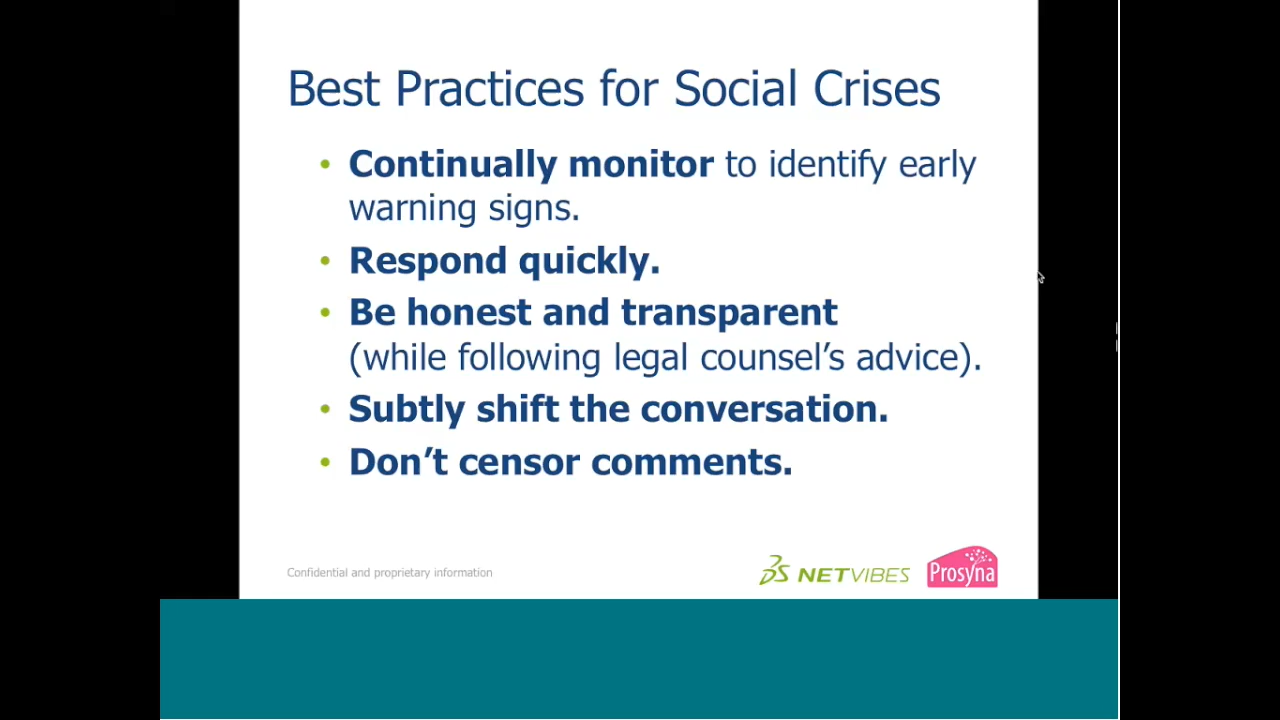 Best Practices for Social Crises
• Continually monitor to identify early
warning signs.
• Respond quickly.
• Be honest and transparent
(while following legal counsel’s advice).
• Subtly shift the conversation.
• Don’t censor comments.
Confidential and proprietary information
NETVIBES
Prosyna